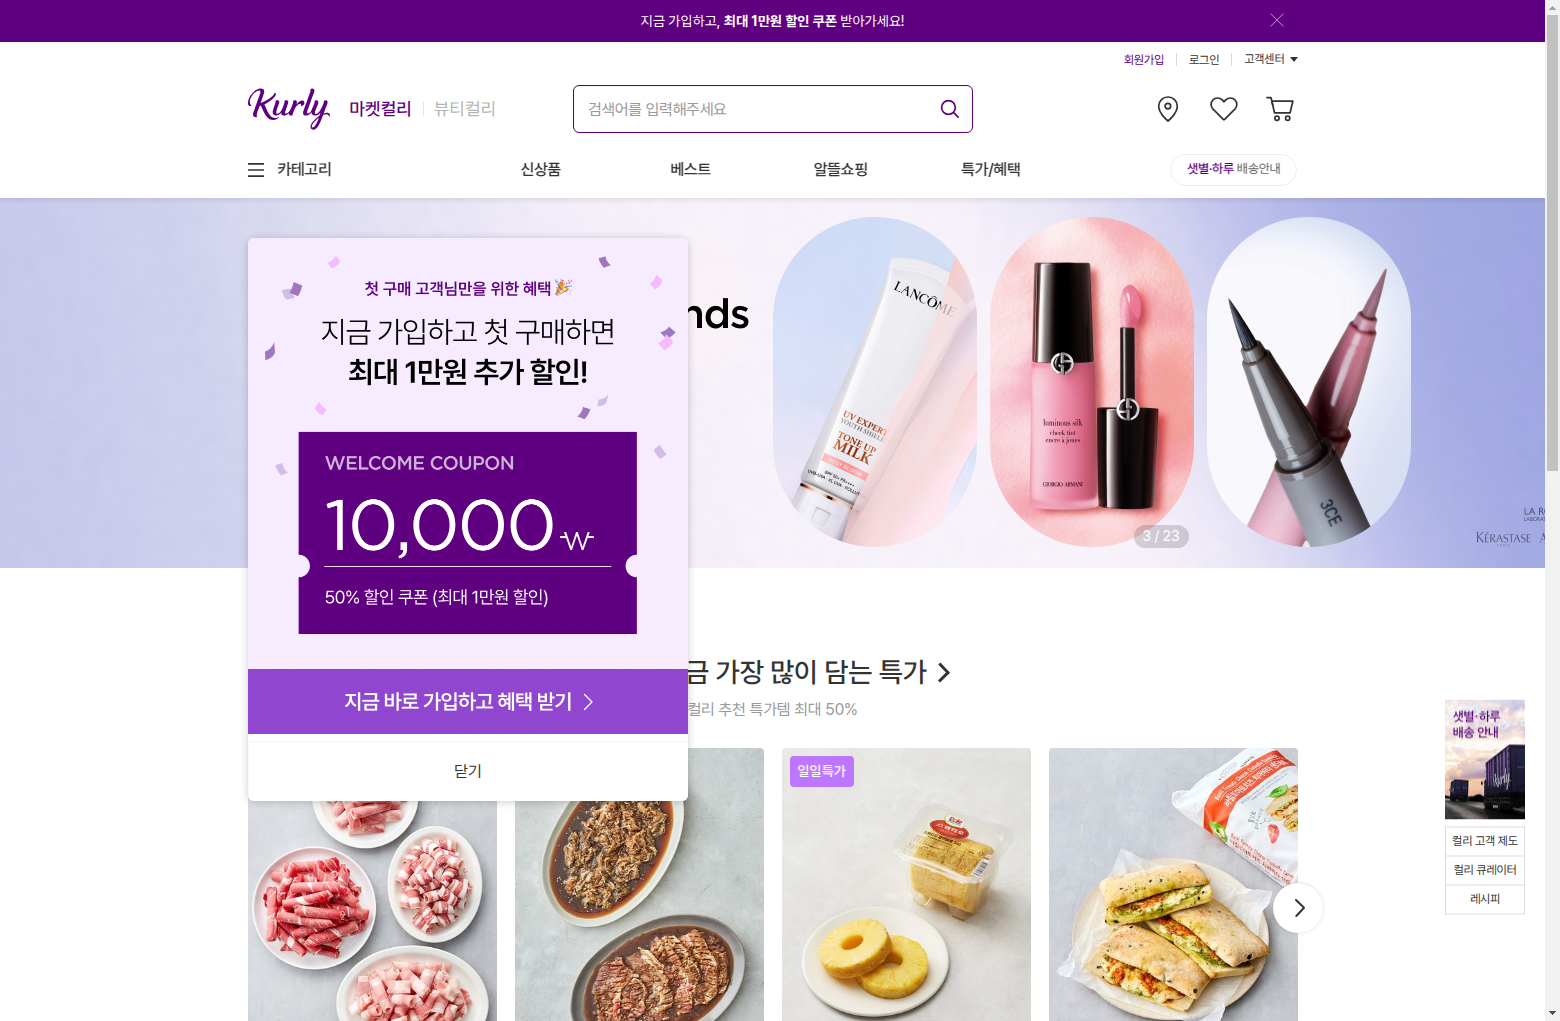 지금 가입하고, 최대 1만원 할인 쿠폰 받아가세요!
회원가입
로그인
고객센터
Kurly
마켓컬리
뷰티컬리
검색어를 입력해주세요
카테고리
신상품
베스트
알뜰쇼핑
특가/혜택
샛별·하루 배송안내
첫 구매 고객님만을 위한 혜택
지금 가입하고 첫 구매하면
최대 1만원 추가 할인!
WELCOME COUPON
10,000 ₩
50% 할인 쿠폰 (최대 1만원 할인)
지금 바로 가입하고 혜택 받기
닫기
nds
LANCÔME
UV EXPERT
YOUTH SHIELD
TONE UP
MILK
luminous silk
cheek tint
encre à joues
GIORGIO ARMANI
3CE
3 / 23
LA RO
KÉRASTASE
금 가장 많이 담는 특가
컬리 추천 특가템 최대 50%
일일특가
Dole
샛별·하루
배송 안내
Kurly
컬리 고객 제도
컬리 큐레이터
레시피